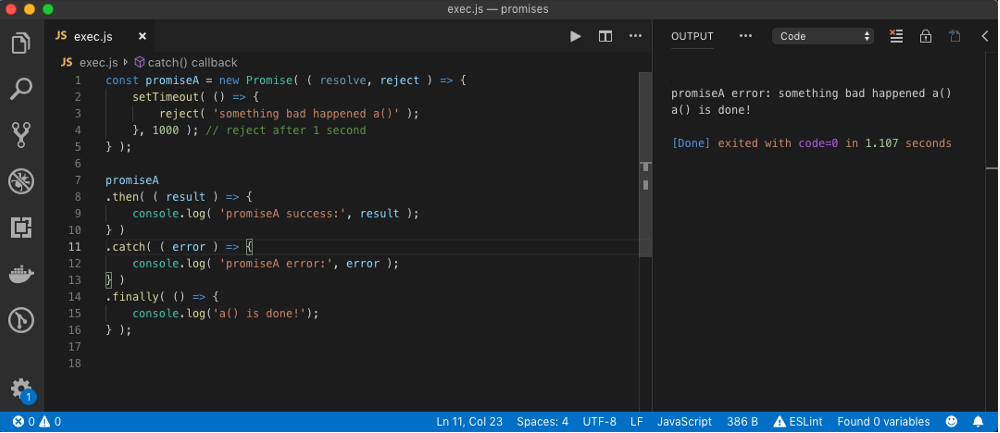 exec.js — promises
JS exec.js ×
JS exec.js catch() callback
1 const promiseA = new Promise( ( resolve, reject ) => {
2     setTimeout( () => {
3         reject( 'something bad happened a()' );
4     }, 1000 ); // reject after 1 second
5 } );
6
7 promiseA
8 .then( ( result ) => {
9     console.log( 'promiseA success:', result );
10 } )
11 .catch( ( error ) => {
12     console.log( 'promiseA error:', error );
13 } )
14 .finally( () => {
15     console.log('a() is done!');
16 } );
17
18
OUTPUT ••• Code
promiseA error: something bad happened a()
a() is done!
[Done] exited with code=0 in 1.107 seconds
1
0 0 Ln 11, Col 23 Spaces: 4 UTF-8 LF JavaScript 386 B ESLint Found 0 variables